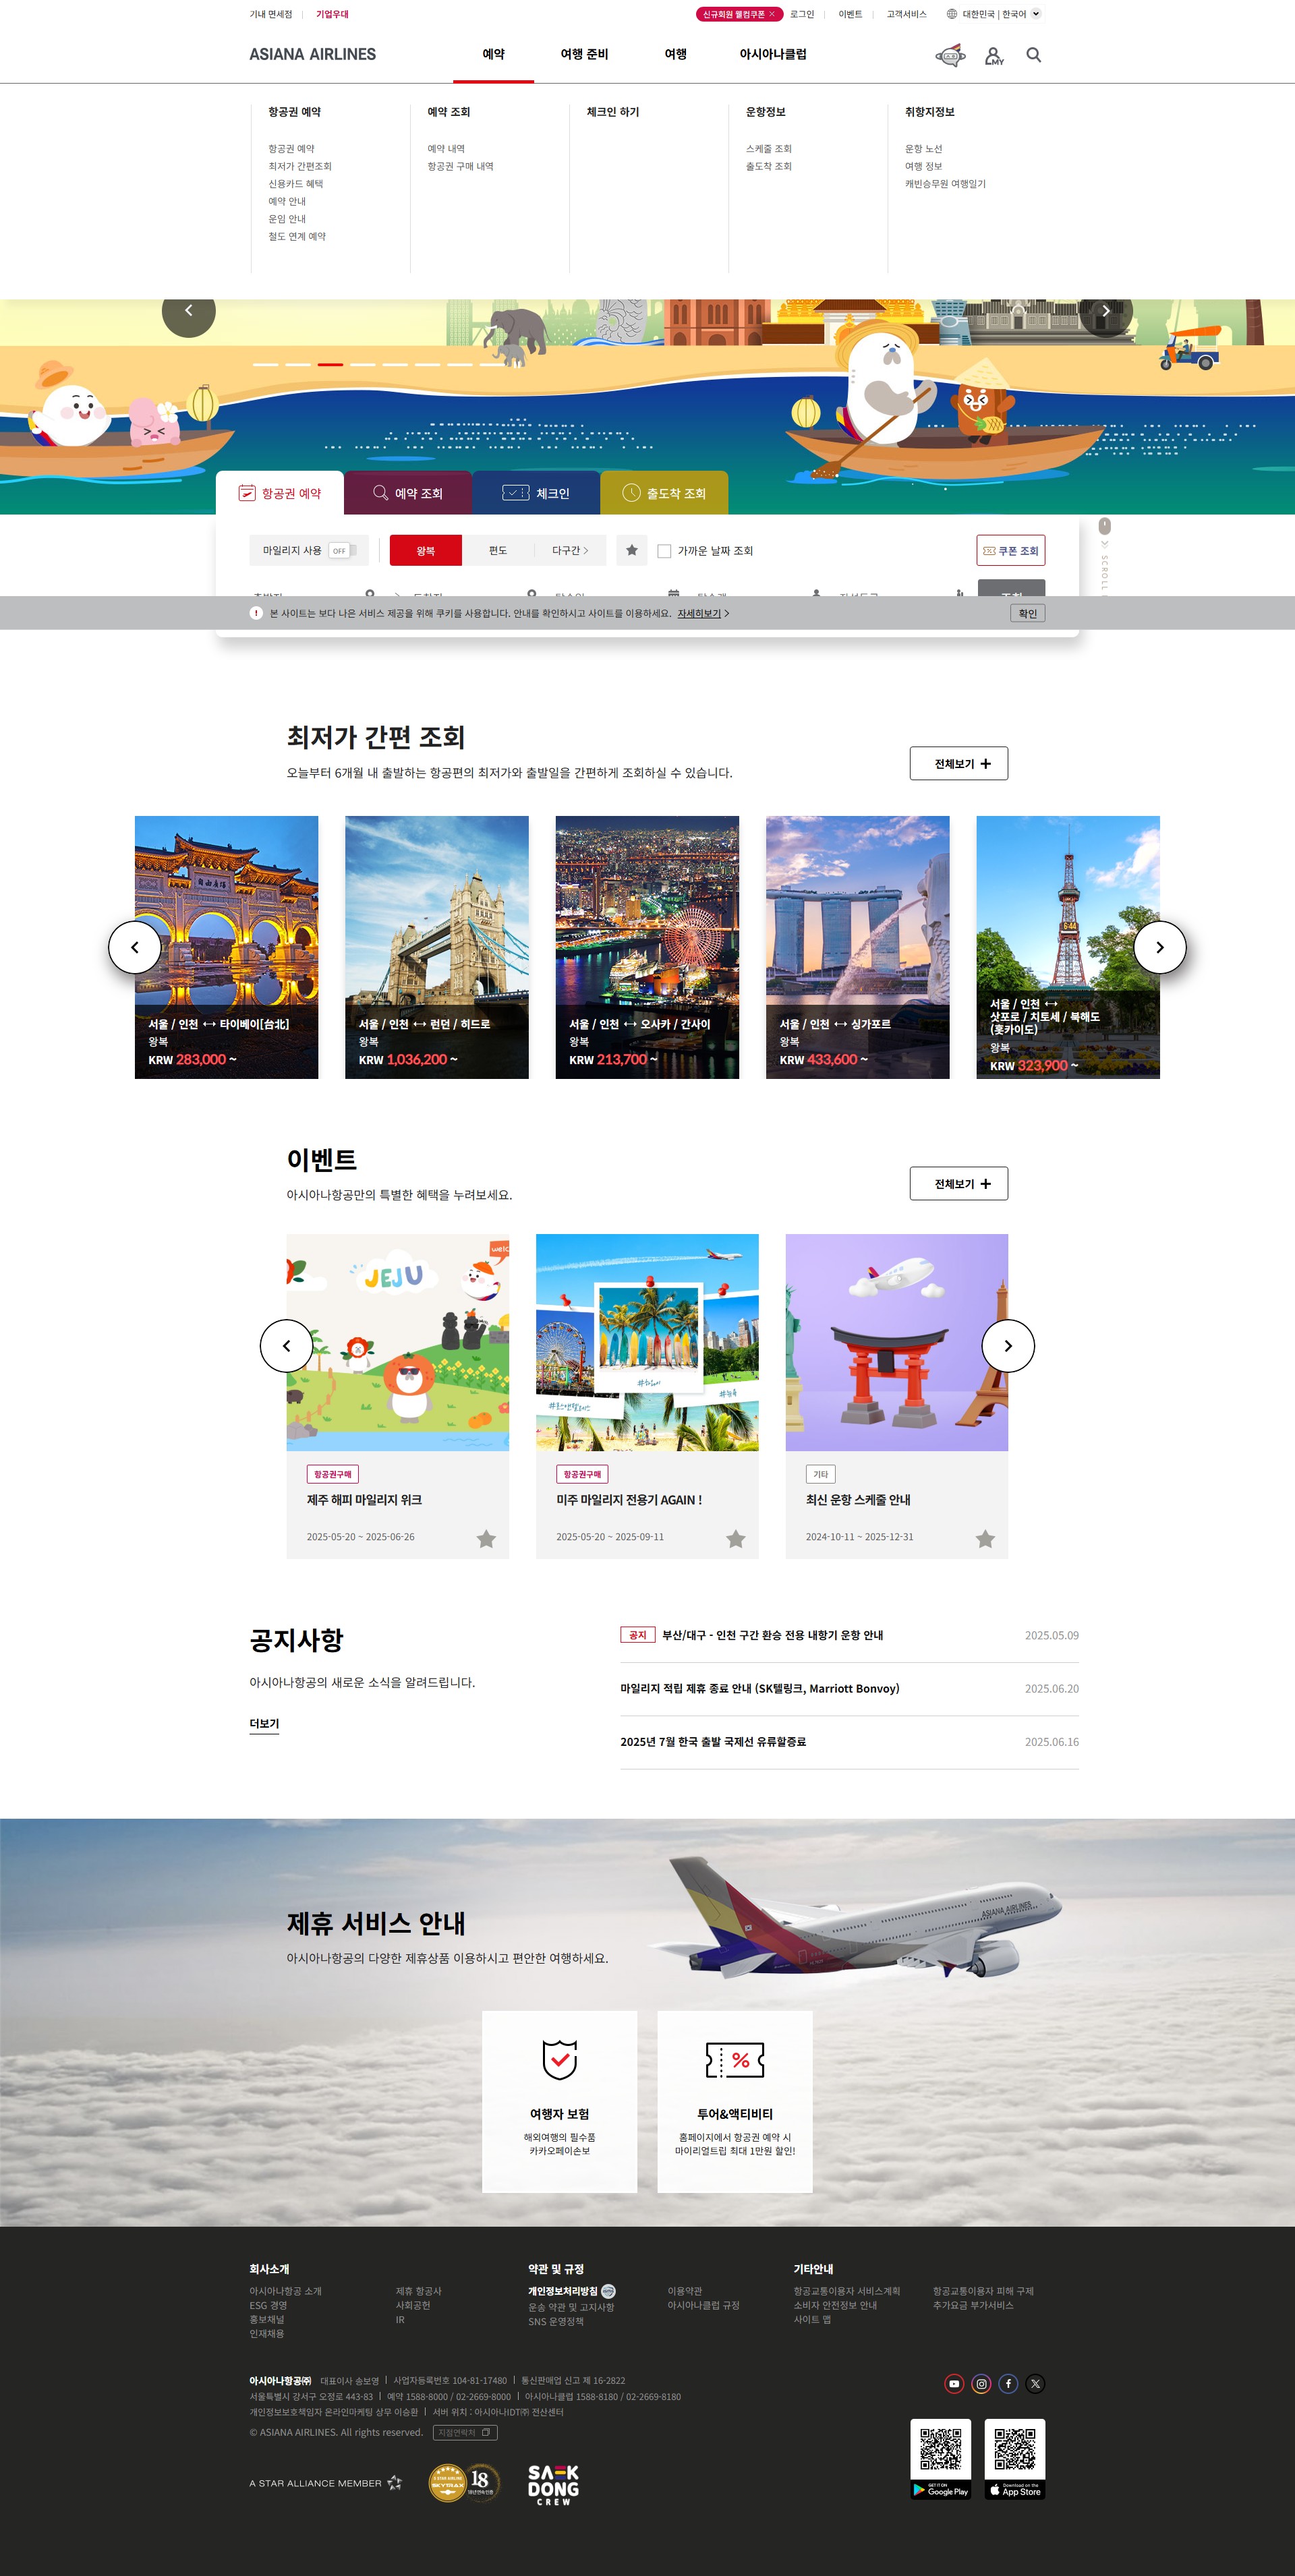 기내 면세점
기업우대
신규회원 웰컴쿠폰 ×
로그인
이벤트
고객서비스
대한민국 | 한국어
ASIANA AIRLINES
예약
여행 준비
여행
아시아나클럽
MY
항공권 예약
항공권 예약
최저가 간편조회
신용카드 혜택
예약 안내
운임 안내
철도 연계 예약
예약 조회
예약 내역
항공권 구매 내역
체크인 하기
운항정보
스케줄 조회
출도착 조회
취항지정보
운항 노선
여행 정보
캐빈승무원 여행일기
항공권 예약
예약 조회
체크인
출도착 조회
마일리지 사용
OFF
왕복
편도
다구간
가까운 날짜 조회
쿠폰 조회
SCROLL
본 사이트는 보다 나은 서비스 제공을 위해 쿠키를 사용합니다. 안내를 확인하시고 사이트를 이용하세요. 자세히보기
확인
최저가 간편 조회
오늘부터 6개월 내 출발하는 항공편의 최저가와 출발일을 간편하게 조회하실 수 있습니다.
전체보기
서울 / 인천 ↔ 타이베이[台北]
왕복
KRW 283,000 ~
서울 / 인천 ↔ 런던 / 히드로
왕복
KRW 1,036,200 ~
서울 / 인천 ↔ 오사카 / 간사이
왕복
KRW 213,700 ~
서울 / 인천 ↔ 싱가포르
왕복
KRW 433,600 ~
6:44
서울 / 인천 ↔
삿포로 / 치토세 / 북해도
(홋카이도)
왕복
KRW 323,900 ~
이벤트
아시아나항공만의 특별한 혜택을 누려보세요.
전체보기
JEJU
welc
항공권구매
제주 해피 마일리지 위크
2025-05-20 ~ 2025-06-26
#하와이
#뉴욕
항공권구매
미주 마일리지 전용기 AGAIN !
2025-05-20 ~ 2025-09-11
기타
최신 운항 스케줄 안내
2024-10-11 ~ 2025-12-31
공지사항
아시아나항공의 새로운 소식을 알려드립니다.
더보기
공지 부산/대구 - 인천 구간 환승 전용 내항기 운항 안내 2025.05.09
마일리지 적립 제휴 종료 안내 (SK텔링크, Marriott Bonvoy) 2025.06.20
2025년 7월 한국 출발 국제선 유류할증료 2025.06.16
제휴 서비스 안내
아시아나항공의 다양한 제휴상품 이용하시고 편안한 여행하세요.
ASIANA AIRLINES
여행자 보험
해외여행의 필수품
카카오페이손보
투어&액티비티
홈페이지에서 항공권 예약 시
마이리얼트립 최대 1만원 할인!
회사소개
아시아나항공 소개
ESG 경영
홍보채널
인재채용
제휴 항공사
사회공헌
IR
약관 및 규정
개인정보처리방침
운송 약관 및 고지사항
SNS 운영정책
이용약관
아시아나클럽 규정
기타안내
항공교통이용자 서비스계획
소비자 안전정보 안내
사이트 맵
항공교통이용자 피해 구제
추가요금 부가서비스
아시아나항공㈜ 대표이사 송보영 | 사업자등록번호 104-81-17480 | 통신판매업 신고 제 16-2822
서울특별시 강서구 오정로 443-83 | 예약 1588-8000 / 02-2669-8000 | 아시아나클럽 1588-8180 / 02-2669-8180
개인정보보호책임자 온라인마케팅 상무 이승환 | 서버 위치 : 아시아나IDT㈜ 전산센터
© ASIANA AIRLINES. All rights reserved.
지점연락처
A STAR ALLIANCE MEMBER
SKYTRAX
18
SAEK
DONG
CREW
GET IT ON
Google Play
Download on the
App Store